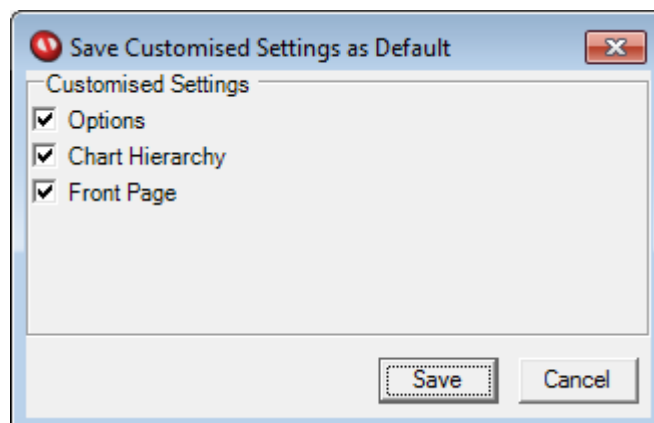 Save Customised Settings as Default
Customised Settings
Options
Chart Hierarchy
Front Page
Save
Cancel